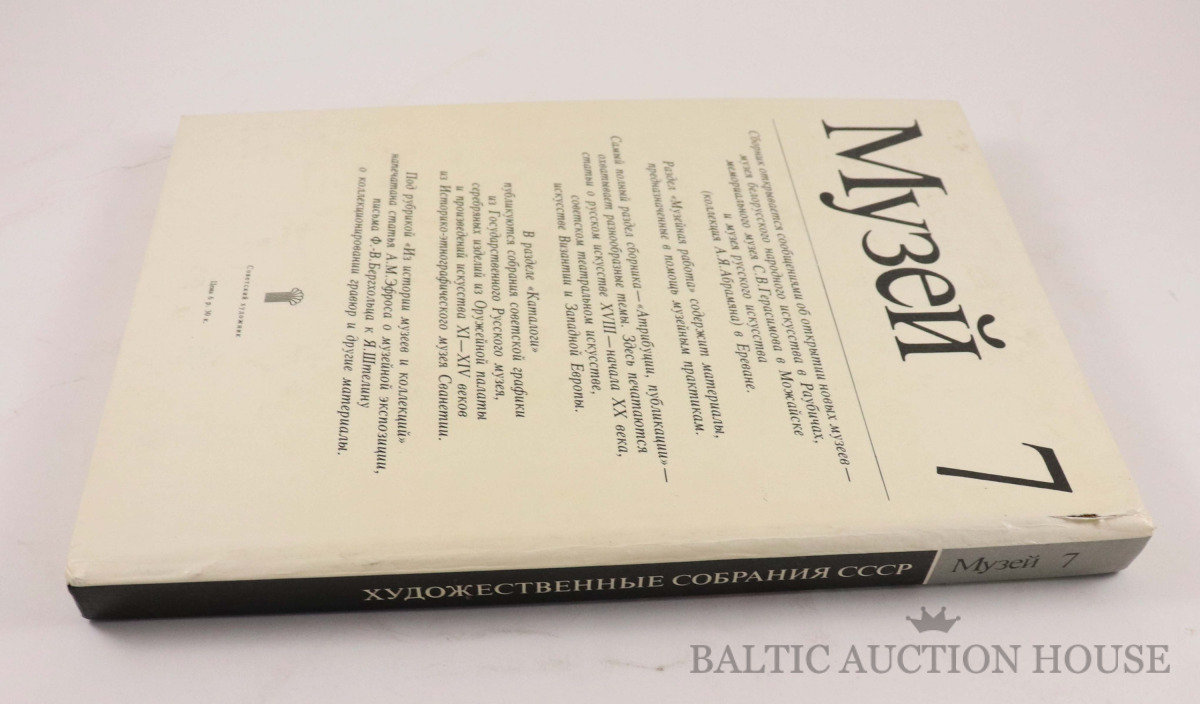 Музей
7
Сборник открывается сообщениями об открытии новых музеев —
музея белорусского народного искусства в Раубичах,
мемориального музея С.В.Герасимова в Можайске
и музея русского искусства
(коллекция А.Я.Абрамяна) в Ереване.
Раздел «Музейная работа» содержит материалы,
предназначенные в помощь музейным практикам.
Самый полный раздел сборника — «Атрибуции, публикации» —
охватывает разнообразные темы. Здесь печатаются
статьи о русском искусстве XVIII — начала XX века,
советском театральном искусстве,
искусстве Византии и Западной Европы.
В разделе «Каталоги»
публикуются собрания советской графики
из Государственного Русского музея,
серебряных изделий из Оружейной палаты
и произведений искусства XI—XIV веков
из Историко-этнографического музея Сванетии.
Под рубрикой «Из истории музеев и коллекций»
напечатана статья А.М.Эфроса о музейной экспозиции,
письма Ф.-В.Бергхольца к Я.Штелину
о коллекционировании гравюр и другие материалы.
Советский художник
Цена 6 р. 36 к.
ХУДОЖЕСТВЕННЫЕ СОБРАНИЯ СССР
Музей 7
BALTIC AUCTION HOUSE